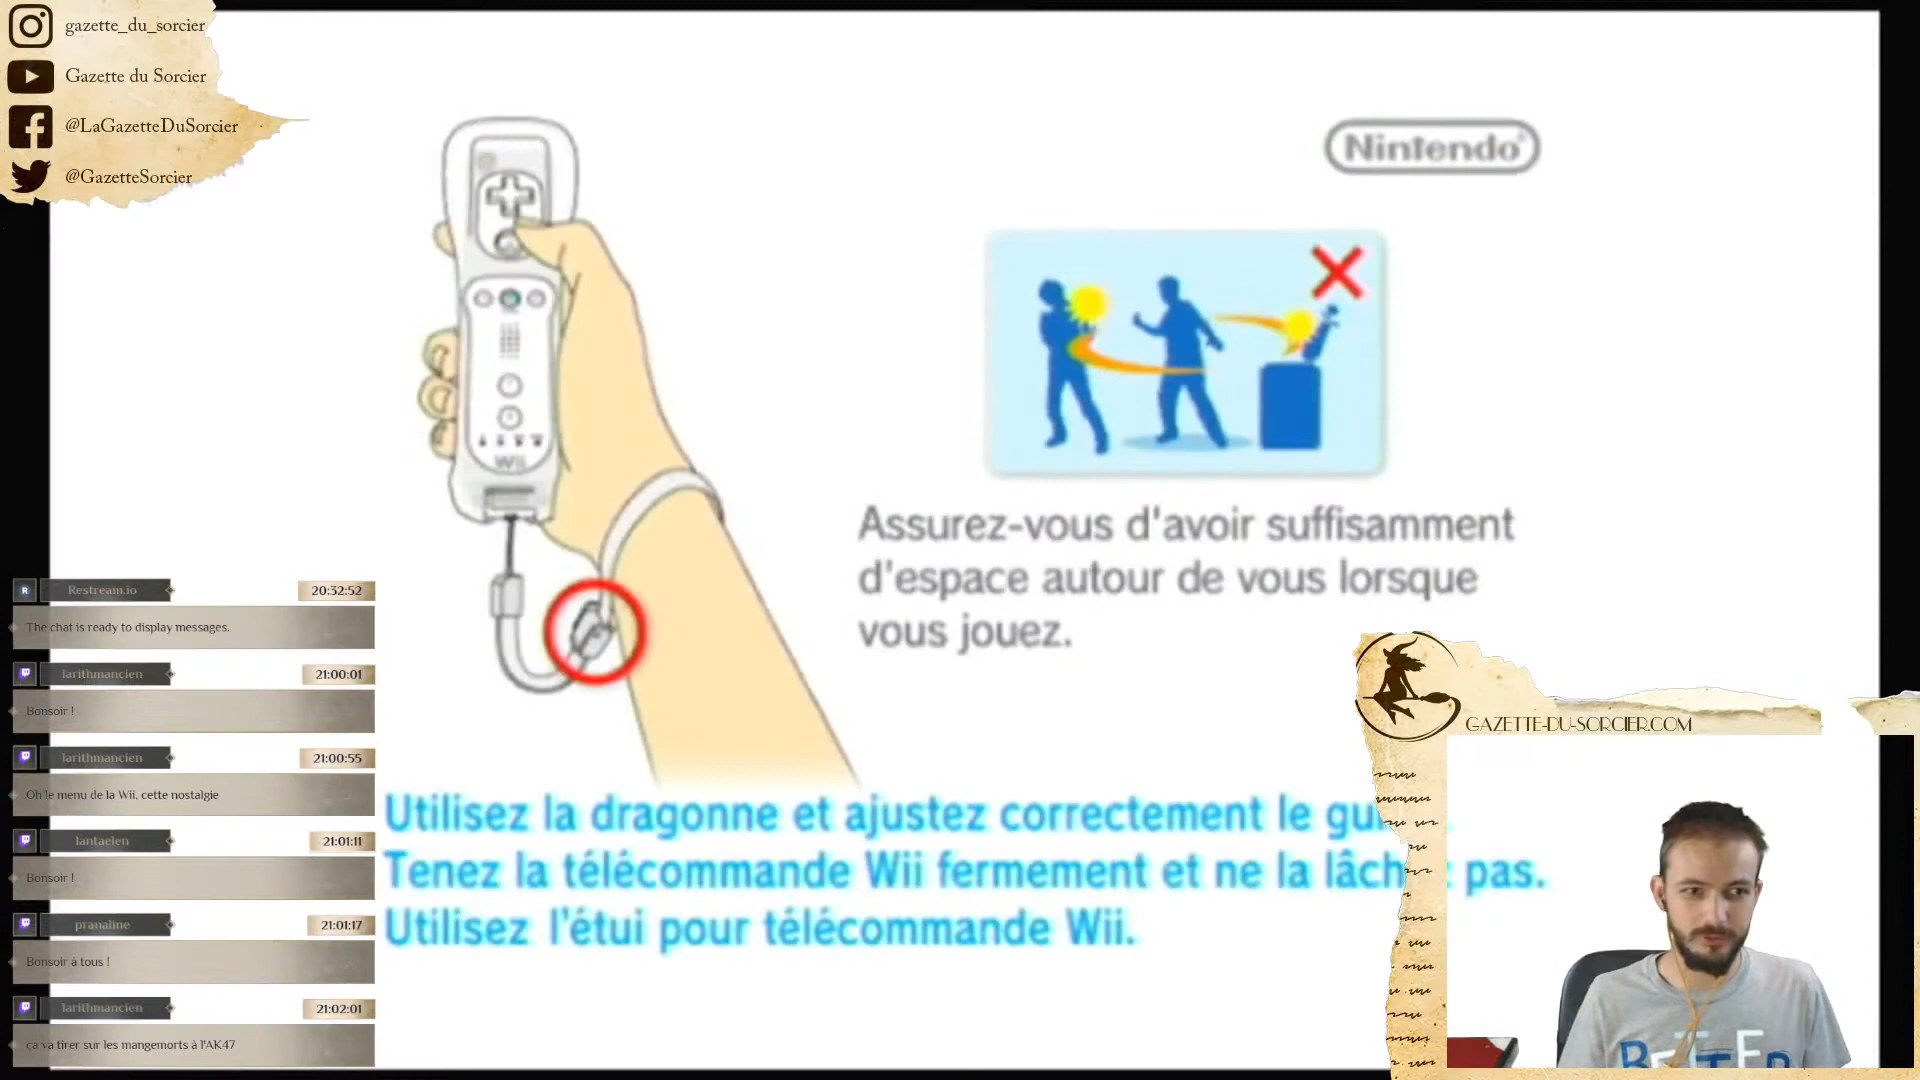 gazette_du_sorcier
Gazette du Sorcier
@LaGazetteDuSorcier
@GazetteSorcier
Nintendo
Wii
Assurez-vous d'avoir suffisamment
d'espace autour de vous lorsque
vous jouez.
Utilisez la dragonne et ajustez correctement le
Tenez la télécommande Wii fermement et ne la pas.
Utilisez l'étui pour télécommande Wii.
R Restream.io 20:32:52
The chat is ready to display messages.
larithmancien 21:00:01
Bonsoir !
larithmancien 21:00:55
Oh le menu de la Wii, cette nostalgie
lantaelen 21:01:11
Bonsoir !
pranaline 21:01:17
Bonsoir à tous !
larithmancien 21:02:01
ça va tirer sur les mangemorts à l'AK47
GAZETTE-DU-SORCIER.COM